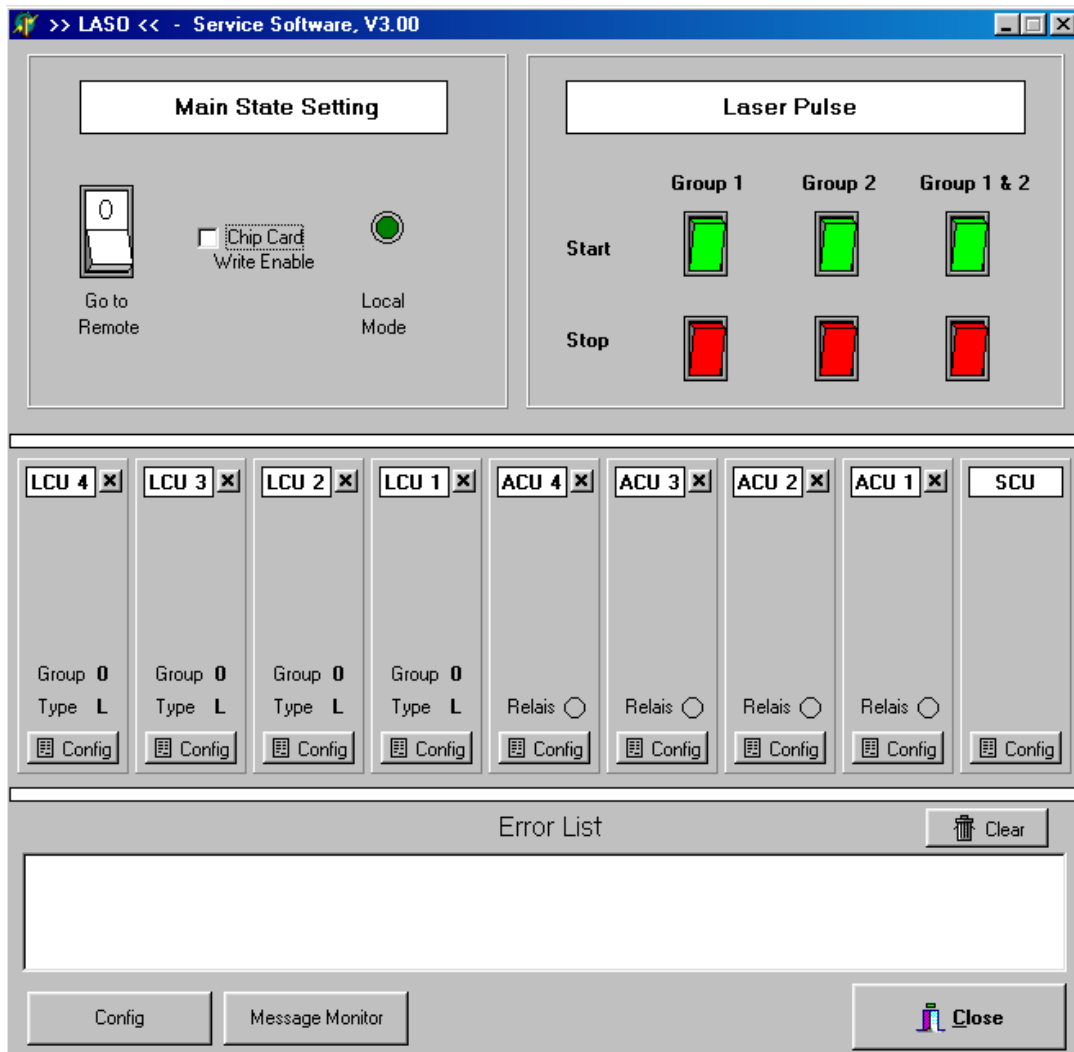 >> LASO << - Service Software, V3.00
Main State Setting
0
Chip Card
Write Enable
Go to
Remote
Local
Mode
Laser Pulse
Group 1 Group 2 Group 1 & 2
Start
Stop
LCU 4 LCU 3 LCU 2 LCU 1 ACU 4 ACU 3 ACU 2 ACU 1 SCU
Group 0 Group 0 Group 0 Group 0
Type L Type L Type L Type L Relais Relais Relais Relais
Config Config Config Config Config Config Config Config Config
Error List
Clear
Config Message Monitor Close